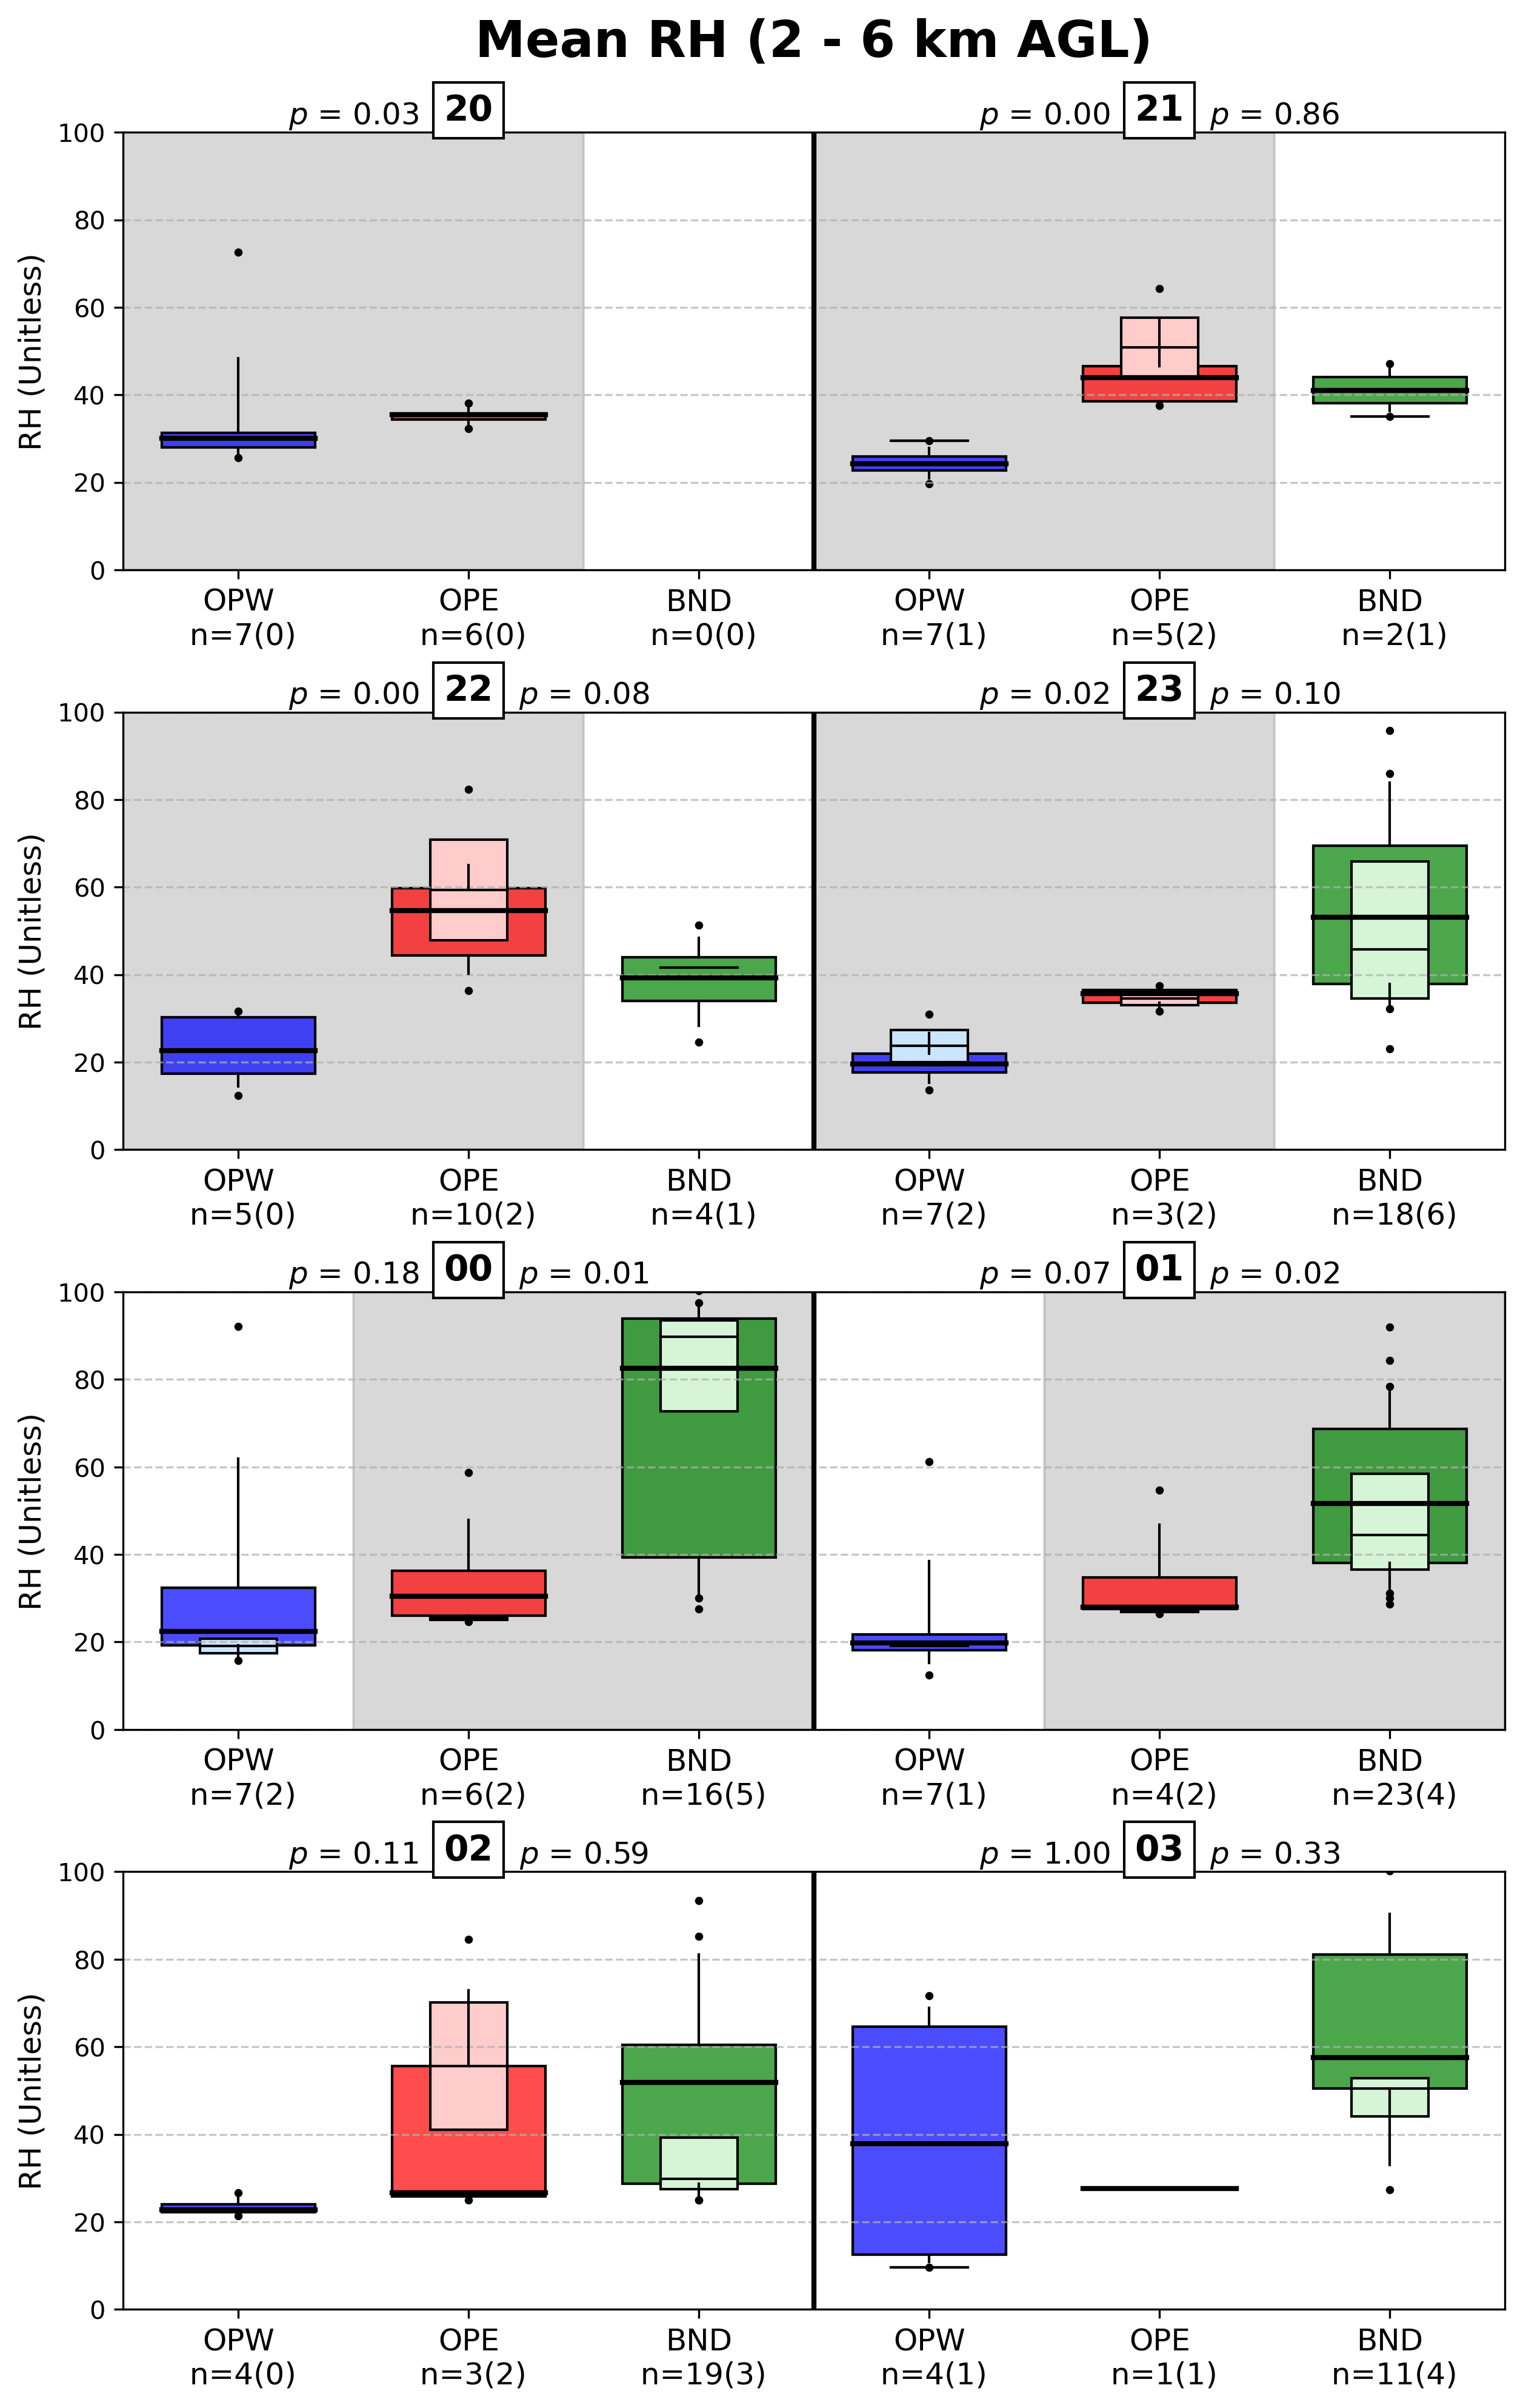 Mean RH (2 - 6 km AGL)
p = 0.03 20
p = 0.00 21 p = 0.86
RH (Unitless)
100
80
60
40
20
0
OPW OPE BND OPW OPE BND
n=7(0) n=6(0) n=0(0) n=7(1) n=5(2) n=2(1)
p = 0.00 22 p = 0.08
p = 0.02 23 p = 0.10
RH (Unitless)
100
80
60
40
20
0
OPW OPE BND OPW OPE BND
n=5(0) n=10(2) n=4(1) n=7(2) n=3(2) n=18(6)
p = 0.18 00 p = 0.01
p = 0.07 01 p = 0.02
RH (Unitless)
100
80
60
40
20
0
OPW OPE BND OPW OPE BND
n=7(2) n=6(2) n=16(5) n=7(1) n=4(2) n=23(4)
p = 0.11 02 p = 0.59
p = 1.00 03 p = 0.33
RH (Unitless)
100
80
60
40
20
0
OPW OPE BND OPW OPE BND
n=4(0) n=3(2) n=19(3) n=4(1) n=1(1) n=11(4)